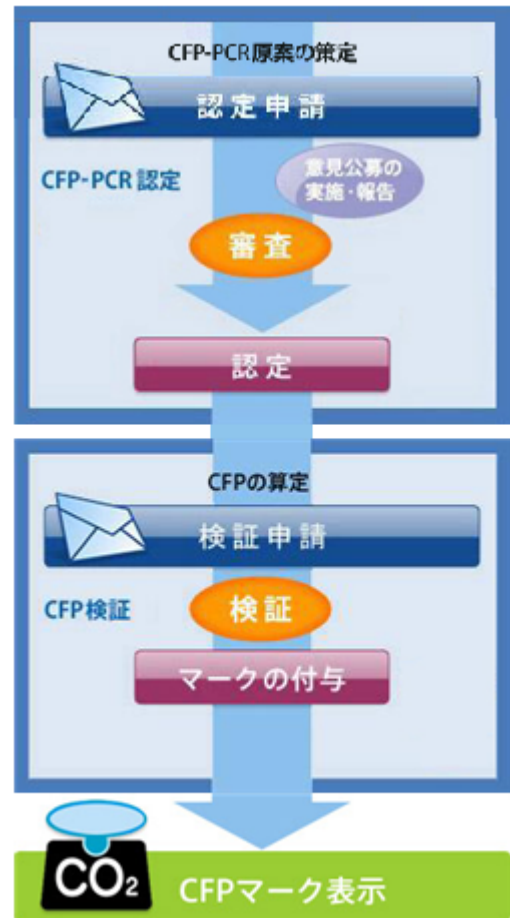 CFP-PCR原案の策定
認定申請
CFP-PCR 認定
意見公募の
実施・報告
審査
認定
CFPの算定
検証申請
CFP検証
検証
マークの付与
CO2
CFPマーク表示